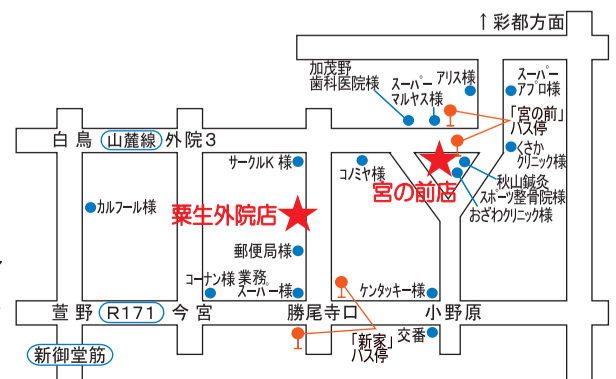 ↑彩都方面
加茂野
歯科医院様
スーパー
マルヤス様
アリス様
スーパー
アプロ様
「宮の前」
バス停
白鳥 山麓線 外院3
サークルK様
コノミヤ様
宮の前店
くさか
クリニック様
秋山鍼灸
スポーツ整骨院様
おざわクリニック様
カルフール様
粟生外院店
郵便局様
コーナン様
業務
スーパー様
ケンタッキー様
萱野 R171 今宮 勝尾寺口 小野原
新御堂筋
「新家」
バス停
交番